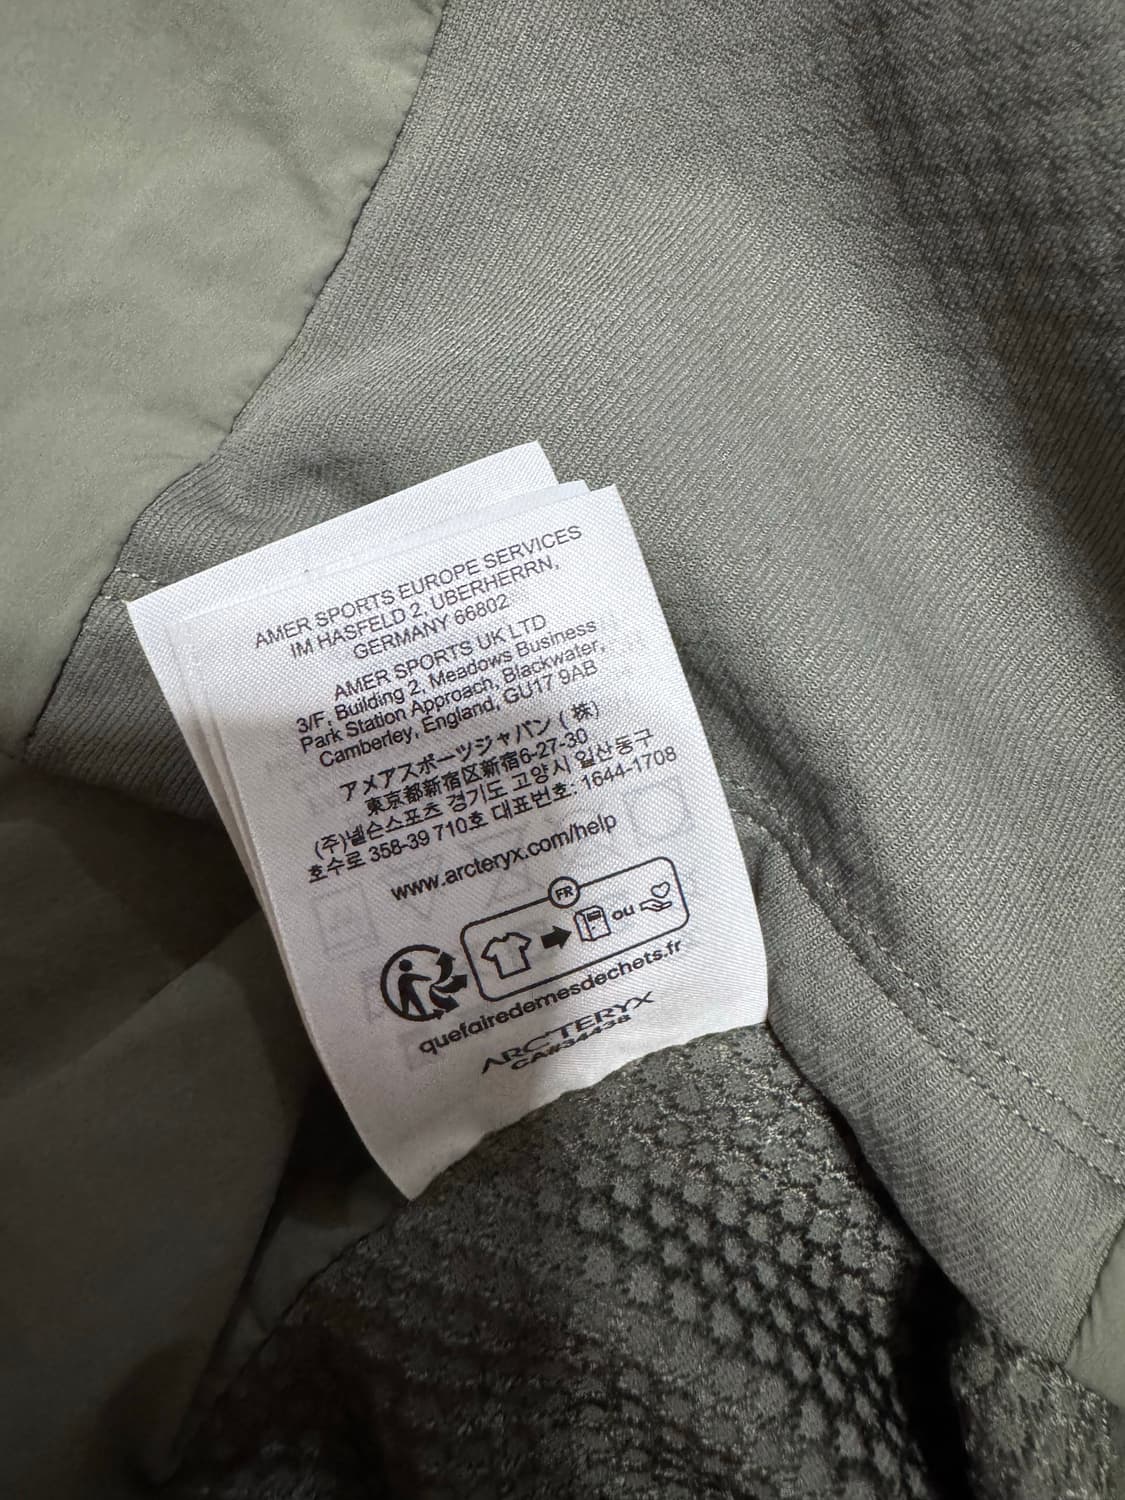 AMER SPORTS EUROPE SERVICES
IM HASFELD 2, UBERHERRN,
GERMANY 66802
AMER SPORTS UK LTD
3/F, Building 2, Meadows Business
Park Station Approach, Blackwater,
Camberley, England, GU17 9AB
アメアスポーツジャパン (株)
東京都新宿区新宿6-27-30
(주)넬슨스포츠 경기도 고양시 일산동구
호수로 358-39 710호 대표번호: 1644-1708
www.arcteryx.com/help
FR
ou
quefairedemesdechets.fr
ARC'TERYX
CA#34438